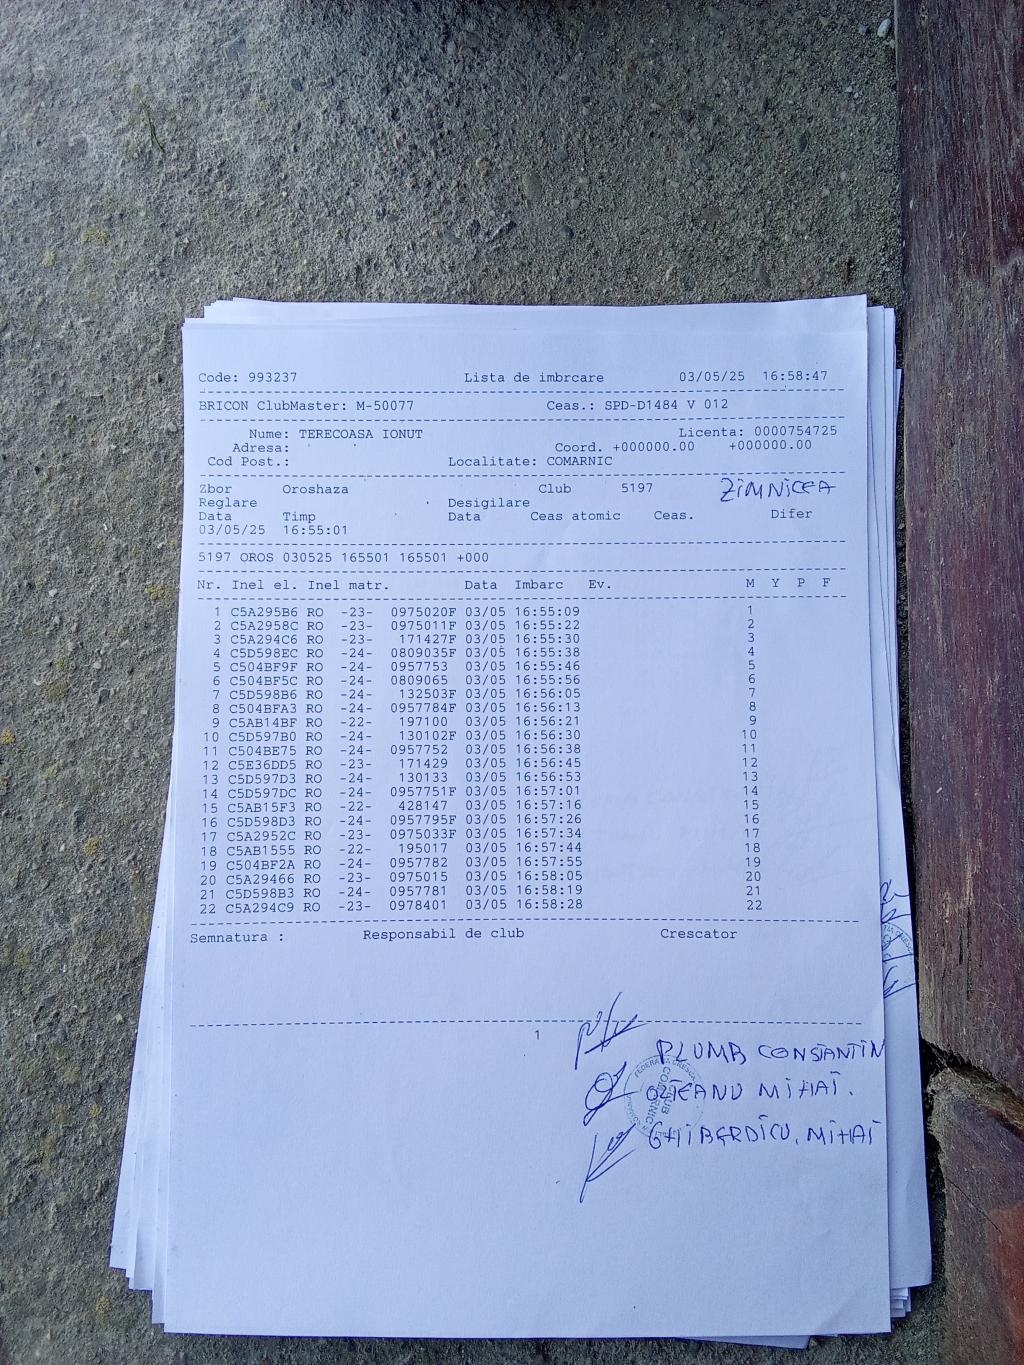 Code: 993237 Lista de imbrcare 03/05/25 16:58:47
BRICON ClubMaster: M-50077 Ceas.: SPD-D1484 V 012
Nume: TERECOASA IONUT Licenta: 0000754725
Adresa: Coord. +000000.00 +000000.00
Cod Post.: Localitate: COMARNIC
Zbor Oroshaza Club 5197 ZIMNICEA
Reglare Desigilare
Data Timp Data Ceas atomic Ceas. Difer
03/05/25 16:55:01
5197 OROS 030525 165501 165501 +000
Nr. Inel el. Inel matr. Data Imbarc Ev. M Y P F
1 C5A295B6 RO -23- 0975020F 03/05 16:55:09 1
2 C5A2958C RO -23- 0975011F 03/05 16:55:22 2
3 C5A294C6 RO -23- 171427F 03/05 16:55:30 3
4 C5D598EC RO -24- 0809035F 03/05 16:55:38 4
5 C504BF9F RO -24- 0957753 03/05 16:55:46 5
6 C504BF5C RO -24- 0809065 03/05 16:55:56 6
7 C5D598B6 RO -24- 132503F 03/05 16:56:05 7
8 C504BFA3 RO -24- 0957784F 03/05 16:56:13 8
9 C5AB14BF RO -22- 197100 03/05 16:56:21 9
10 C5D597B0 RO -24- 130102F 03/05 16:56:30 10
11 C504BE75 RO -24- 0957752 03/05 16:56:38 11
12 C5E36DD5 RO -23- 171429 03/05 16:56:45 12
13 C5D597D3 RO -24- 130133 03/05 16:56:53 13
14 C5D597DC RO -24- 0957751F 03/05 16:57:01 14
15 C5AB15F3 RO -22- 428147 03/05 16:57:16 15
16 C5D598D3 RO -24- 0957795F 03/05 16:57:26 16
17 C5A2952C RO -23- 0975033F 03/05 16:57:34 17
18 C5AB1555 RO -22- 195017 03/05 16:57:44 18
19 C504BF2A RO -24- 0957782 03/05 16:57:55 19
20 C5A29466 RO -23- 0975015 03/05 16:58:05 20
21 C5D598B3 RO -24- 0957781 03/05 16:58:19 21
22 C5A294C9 RO -23- 0978401 03/05 16:58:28 22
Semnatura : Responsabil de club Crescator
1
PLUMB CONSTANTIN
OLTEANU MIHAI.
GHIBERDICU. MIHAI
CLUB
COMARNIC